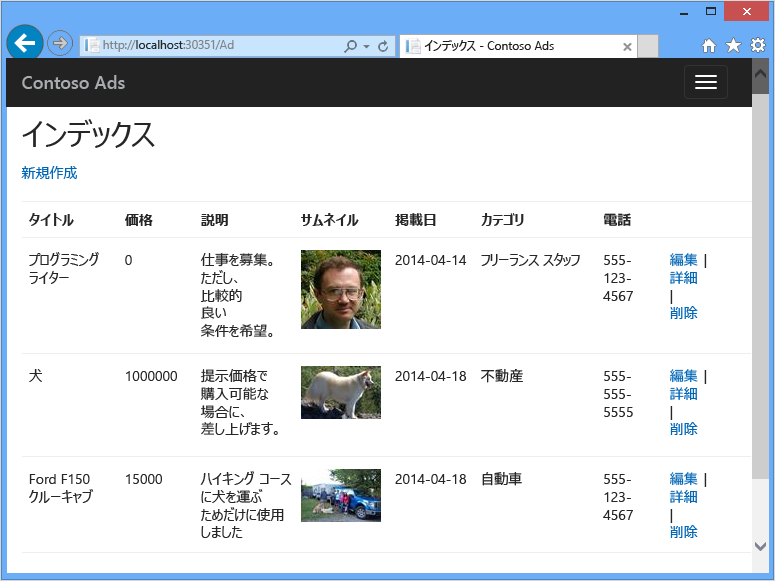 http://localhost:30351/Ad
インデックス - Contoso Ads
Contoso Ads
インデックス
新規作成
タイトル 価格 説明 サムネイル 掲載日 カテゴリ 電話
プログラミング
ライター
0
仕事を募集。
ただし、
比較的
良い
条件を希望。
2014-04-14
フリーランス スタッフ
555-
123-
4567
編集 |
詳細
|
削除
犬
1000000
提示価格で
購入可能な
場合に、
差し上げます。
2014-04-18
不動産
555-
555-
5555
編集 |
詳細
|
削除
Ford F150
クルーキャブ
15000
ハイキング コース
に犬を運ぶ
ためだけに使用
しました
2014-04-18
自動車
555-
123-
4567
編集 |
詳細
|
削除